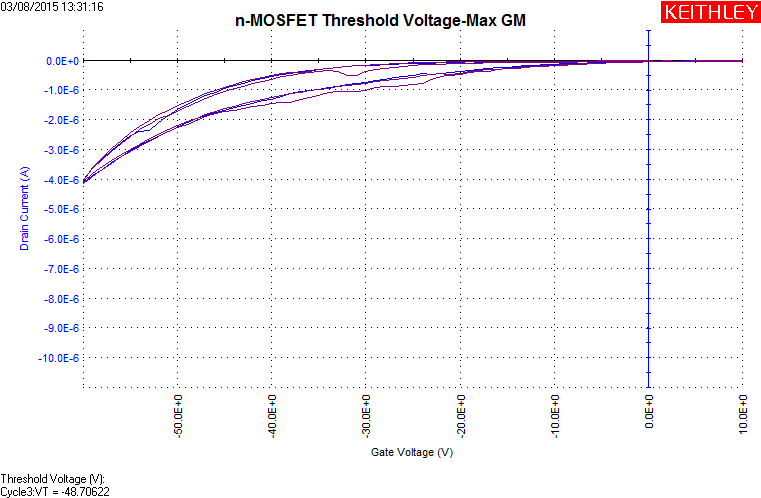 03/08/2015 13:31:16
n-MOSFET Threshold Voltage-Max GM
KEITHLEY
0.0E+0
-1.0E-6
-2.0E-6
-3.0E-6
-4.0E-6
-5.0E-6
-6.0E-6
-7.0E-6
-8.0E-6
-9.0E-6
-10.0E-6
Drain Current (A)
-50.0E+0
-40.0E+0
-30.0E+0
-20.0E+0
-10.0E+0
0.0E+0
10.0E+0
Gate Voltage (V)
Threshold Voltage (V):
Cycle3:VT = -48.70622